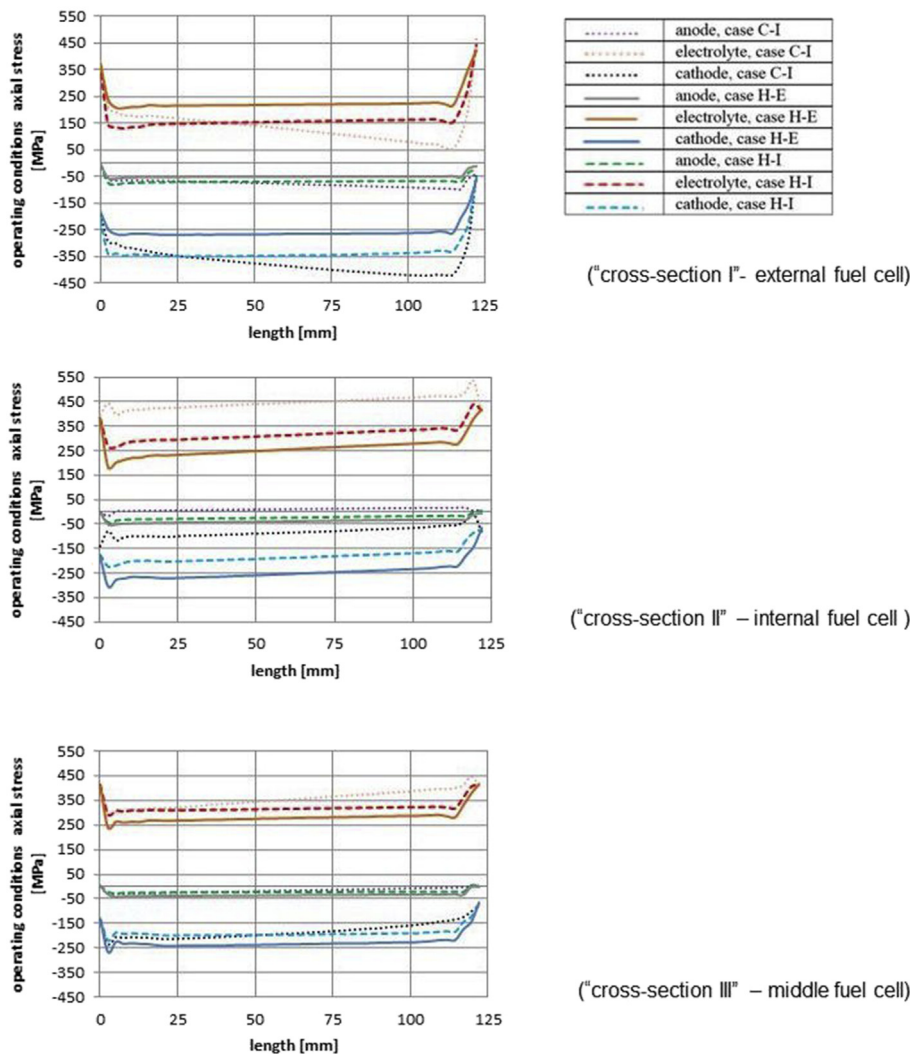 550
450
350
250
150
50
-50
-150
-250
-350
-450
operating conditions axial stress
[MPa]
0 25 50 75 100 125
length [mm]
anode, case C-I
electrolyte, case C-I
cathode, case C-I
anode, case H-E
electrolyte, case H-E
cathode, case H-E
anode, case H-I
electrolyte, case H-I
cathode, case H-I
("cross-section I"- external fuel cell)
550
450
350
250
150
50
-50
-150
-250
-350
-450
operating conditions axial stress
[MPa]
0 25 50 75 100 125
length [mm]
("cross-section II" – internal fuel cell )
550
450
350
250
150
50
-50
-150
-250
-350
-450
operating conditions axial stress
[MPa]
0 25 50 75 100 125
length [mm]
("cross-section III" – middle fuel cell)